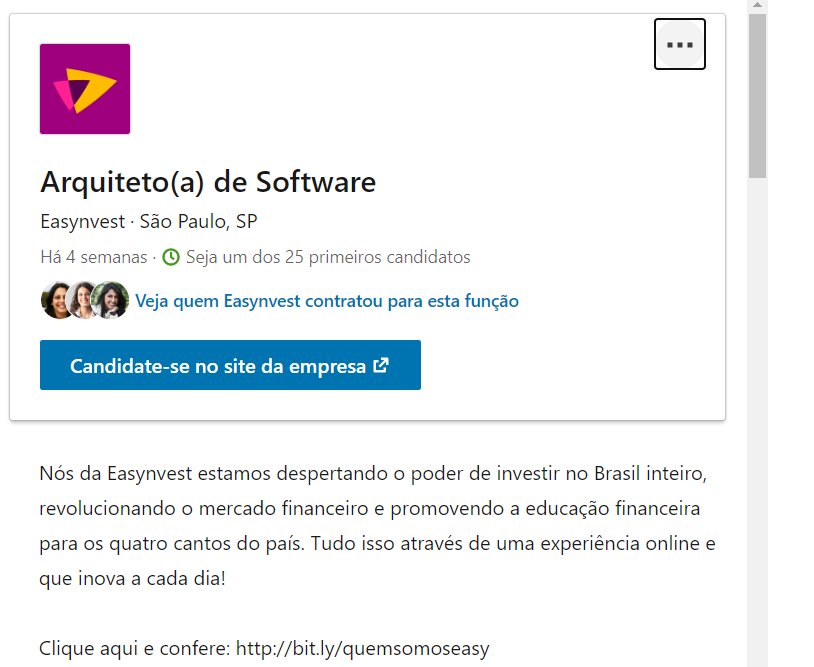 Arquiteto(a) de Software
Easynvest · São Paulo, SP
Há 4 semanas · Seja um dos 25 primeiros candidatos
Veja quem Easynvest contratou para esta função
Candidate-se no site da empresa
Nós da Easynvest estamos despertando o poder de investir no Brasil inteiro,
revolucionando o mercado financeiro e promovendo a educação financeira
para os quatro cantos do país. Tudo isso através de uma experiência online e
que inova a cada dia!
Clique aqui e confere: http://bit.ly/quemsomoseasy